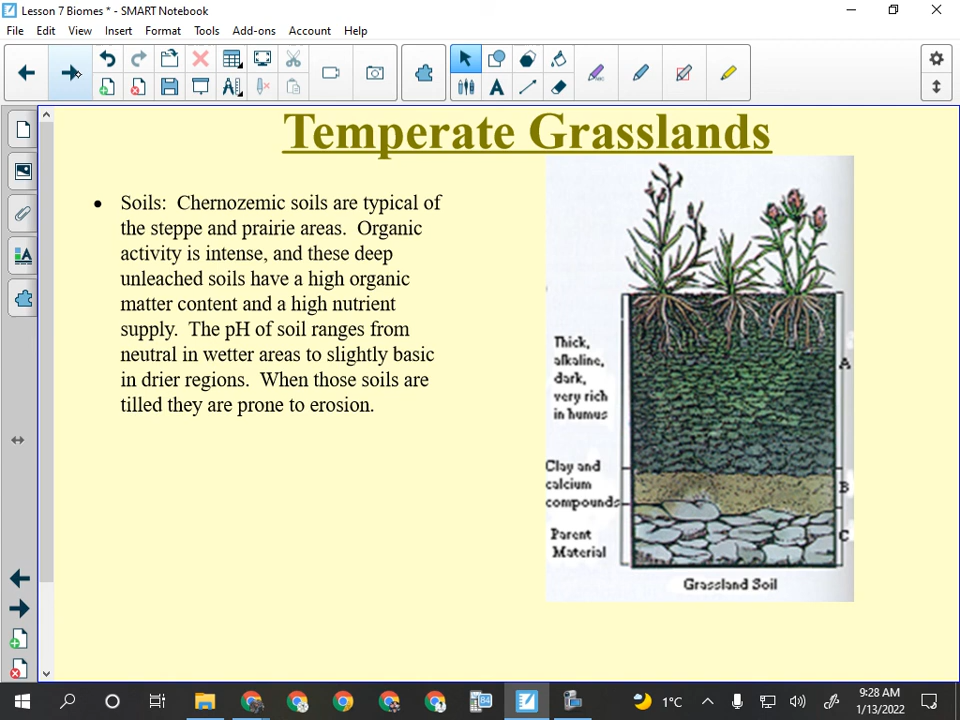 Lesson 7 Biomes * - SMART Notebook
File Edit View Insert Format Tools Add-ons Account Help
Temperate Grasslands
Soils: Chernozemic soils are typical of
the steppe and prairie areas. Organic
activity is intense, and these deep
unleached soils have a high organic
matter content and a high nutrient
supply. The pH of soil ranges from
neutral in wetter areas to slightly basic
in drier regions. When those soils are
tilled they are prone to erosion.
Thick,
alkaline,
dark,
very rich
in humus
A
Clay and
calcium
compounds
B
Parent
Material
C
Grassland Soil
1°C
9:28 AM
1/13/2022